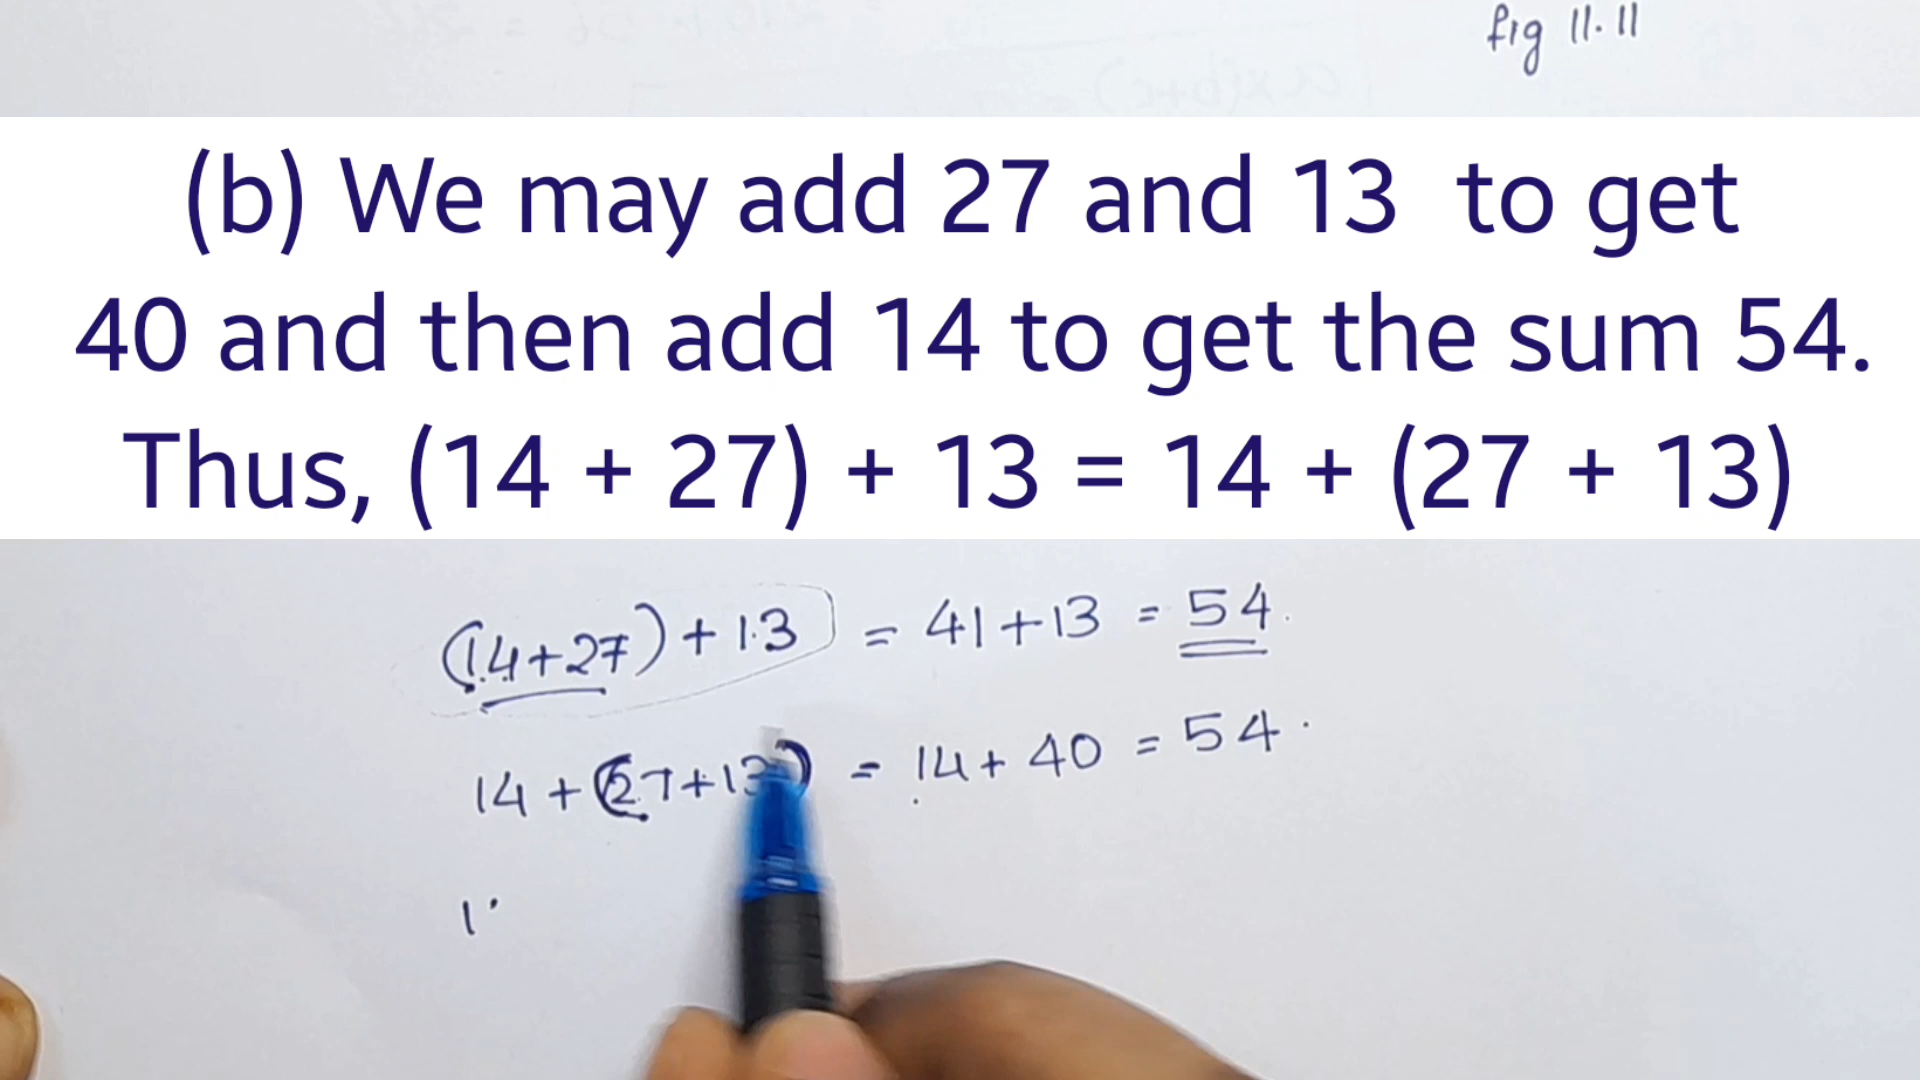 fig 11.11
(b) We may add 27 and 13 to get
40 and then add 14 to get the sum 54.
Thus, (14 + 27) + 13 = 14 + (27 + 13)
(14+27)+13 = 41+13 = 54.
14+(27+13) = 14+40 = 54.